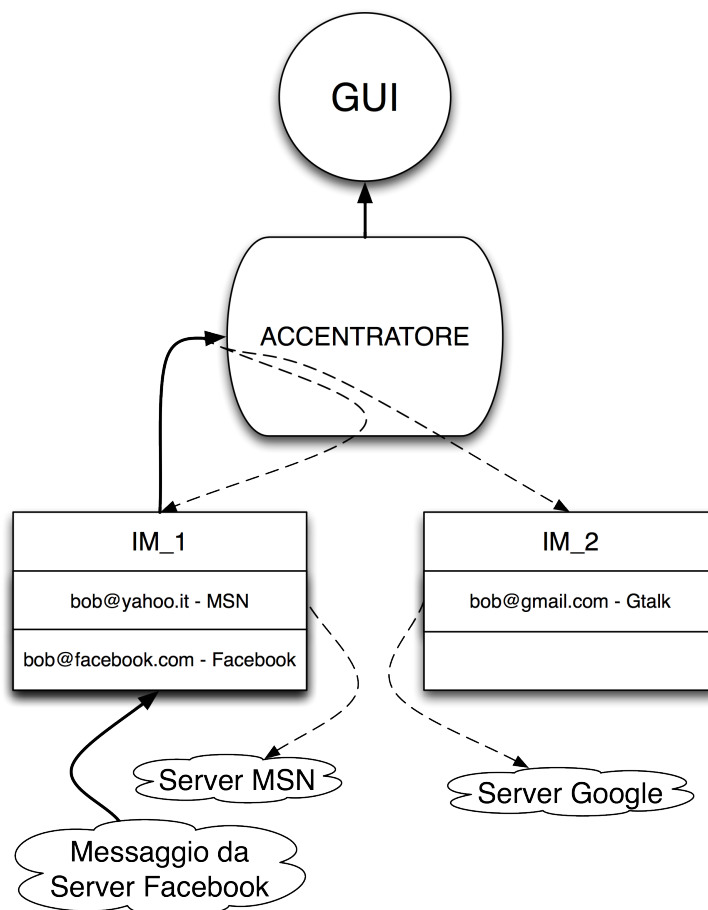 GUI
ACCENTRATORE
IM_1
bob@yahoo.it - MSN
bob@facebook.com - Facebook
IM_2
bob@gmail.com - Gtalk
Server MSN
Server Google
Messaggio da
Server Facebook